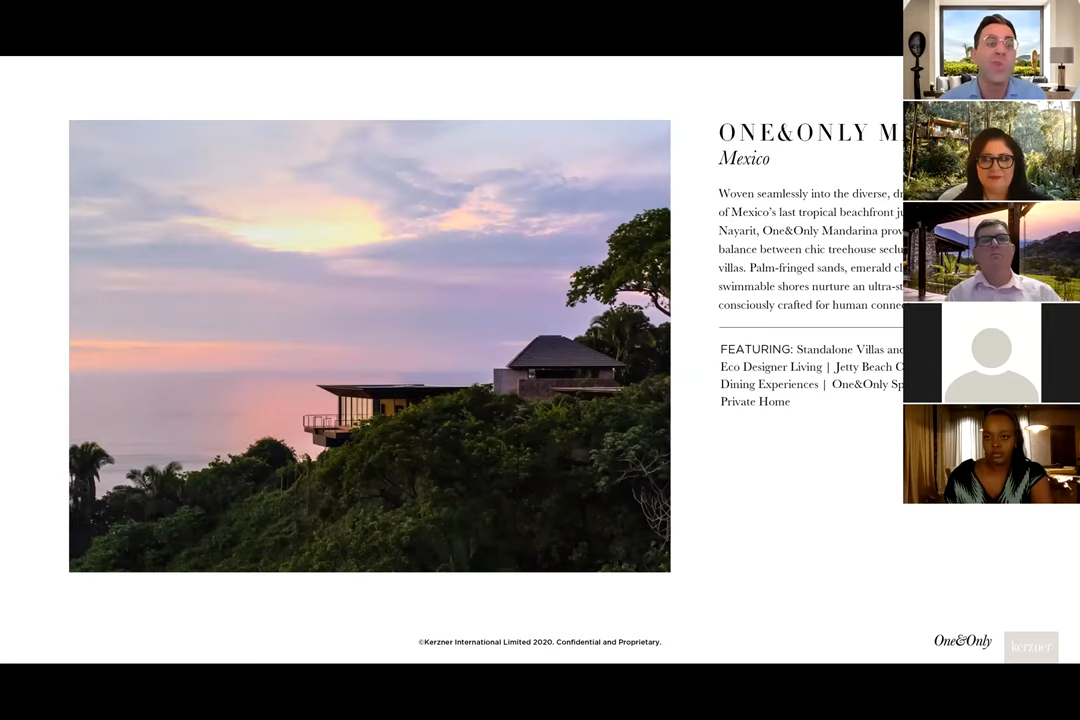 ONE&ONLY M
Mexico
Woven seamlessly into the diverse, dr
of Mexico's last tropical beachfront ju
Nayarit, One&Only Mandarina prov
balance between chic treehouse seclu
villas. Palm-fringed sands, emerald cl
swimmable shores nurture an ultra-st
consciously crafted for human conne
FEATURING: Standalone Villas and
Eco Designer Living | Jetty Beach C
Dining Experiences | One&Only Sp
Private Home
©Kerzner International Limited 2020. Confidential and Proprietary.
One&Only
kerzner